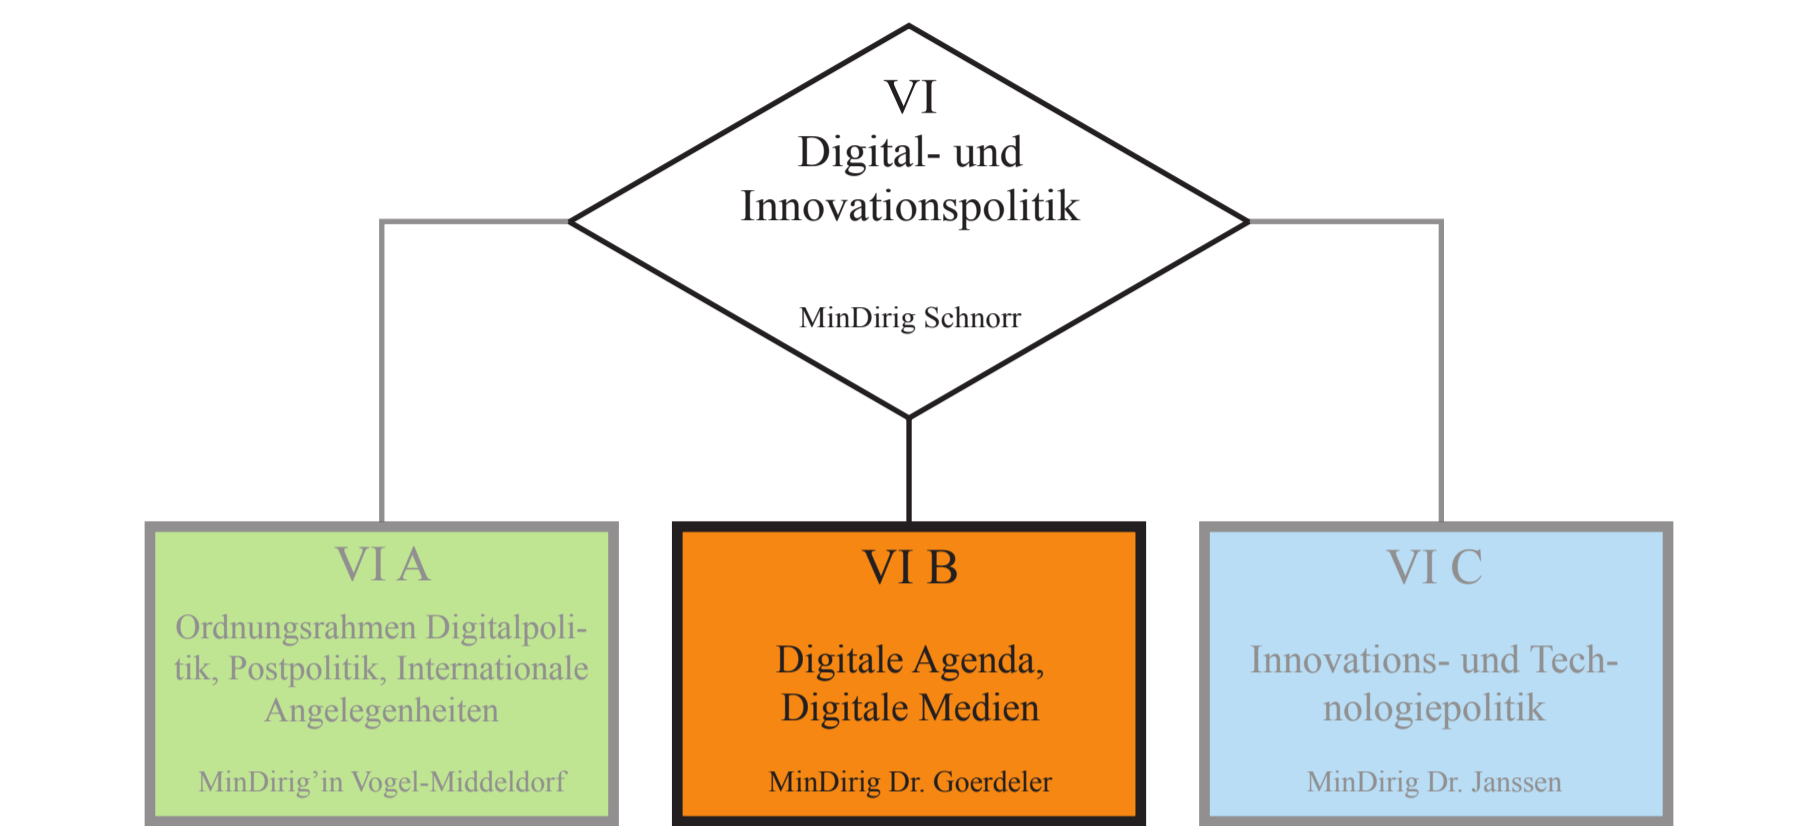 VI
Digital- und
Innovationspolitik
MinDirig Schnorr
VI A
Ordnungsrahmen Digitalpoli-
tik, Postpolitik, Internationale
Angelegenheiten
MinDirig’in Vogel-Middeldorf
VI B
Digitale Agenda,
Digitale Medien
MinDirig Dr. Goerdeler
VI C
Innovations- und Tech-
nologiepolitik
MinDirig Dr. Janssen